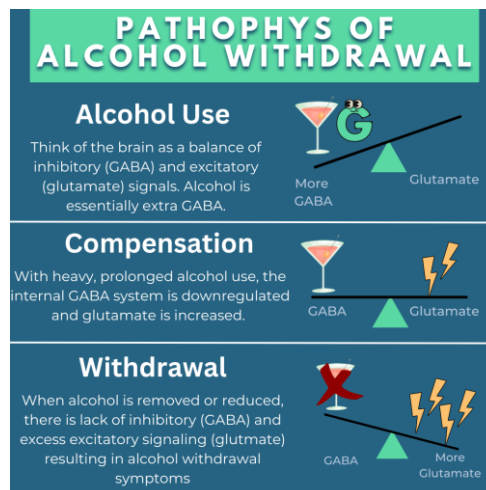 PATHOPHYS OF
ALCOHOL WITHDRAWAL
Alcohol Use
Think of the brain as a balance of
inhibitory (GABA) and excitatory
(glutamate) signals. Alcohol is
essentially extra GABA.
G
More
GABA
Glutamate
Compensation
With heavy, prolonged alcohol use, the
internal GABA system is downregulated
and glutamate is increased.
GABA
Glutamate
Withdrawal
When alcohol is removed or reduced,
there is lack of inhibitory (GABA) and
excess excitatory signaling (glutmate)
resulting in alcohol withdrawal
symptoms
GABA
More
Glutamate